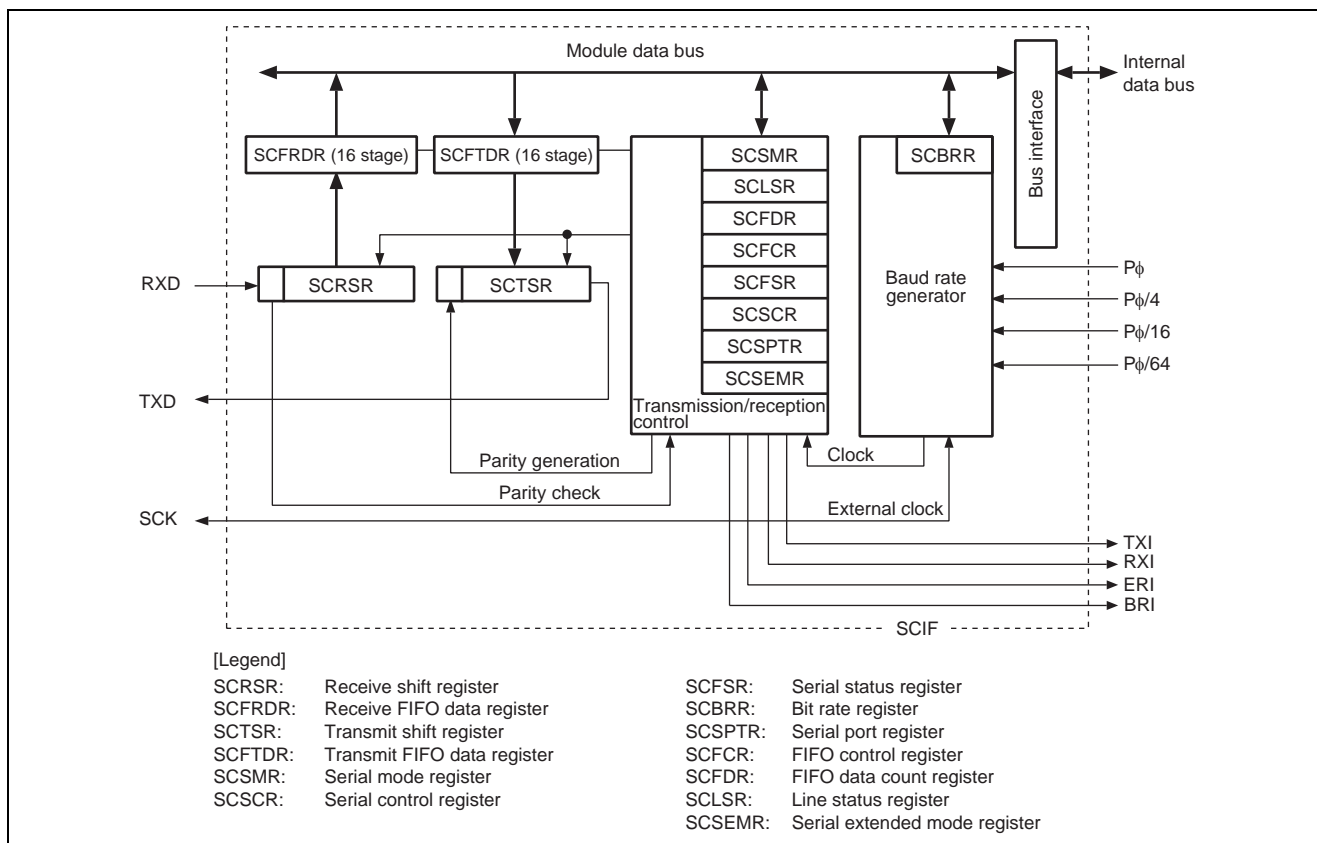 Module data bus
Internal
data bus
Bus interface
SCFRDR (16 stage)
SCFTDR (16 stage)
SCSMR
SCLSR
SCFDR
SCFCR
SCFSR
SCSCR
SCSPTR
SCSEMR
Transmission/reception
control
SCBRR
Baud rate
generator
RXD
SCRSR
SCTSR
Pϕ
Pϕ/4
Pϕ/16
Pϕ/64
TXD
Parity generation
Parity check
Clock
SCK
External clock
TXI
RXI
ERI
BRI
SCIF
[Legend]
SCRSR: Receive shift register
SCFRDR: Receive FIFO data register
SCTSR: Transmit shift register
SCFTDR: Transmit FIFO data register
SCSMR: Serial mode register
SCSCR: Serial control register
SCFSR: Serial status register
SCBRR: Bit rate register
SCSPTR: Serial port register
SCFCR: FIFO control register
SCFDR: FIFO data count register
SCLSR: Line status register
SCSEMR: Serial extended mode register